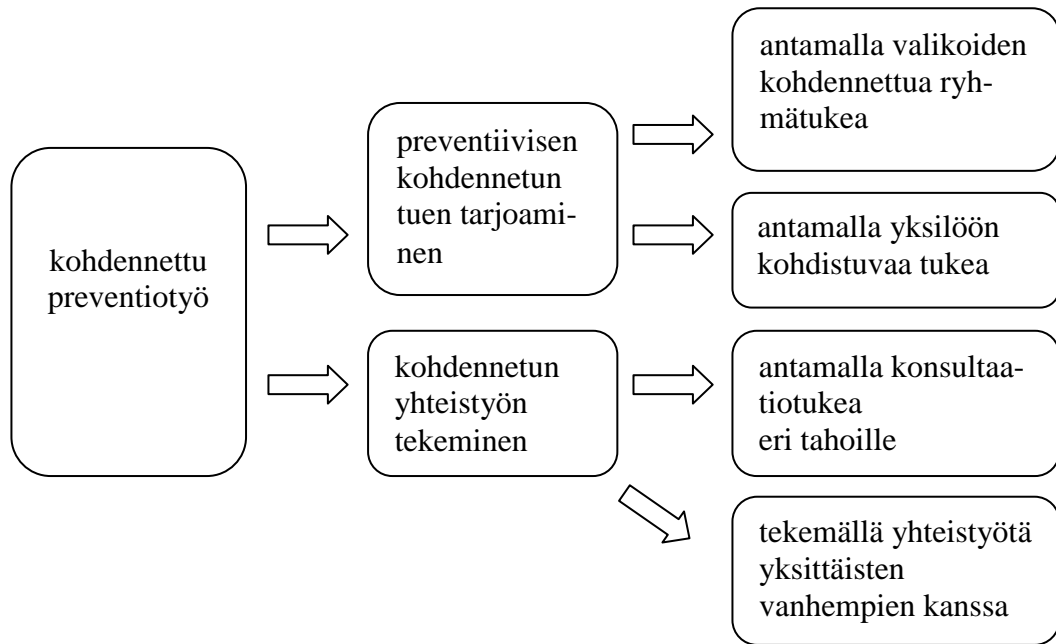 kohdennettu
preventiotyö
preventiivisen
kohdennetun
tuen tarjoami-
nen
kohdennetun
yhteistyön
tekeminen
antamalla valikoiden
kohdennettua ryh-
mätukea
antamalla yksilöön
kohdistuvaa tukea
antamalla konsultaa-
tiotukea
eri tahoille
tekemällä yhteistyötä
yksittäisten
vanhempien kanssa